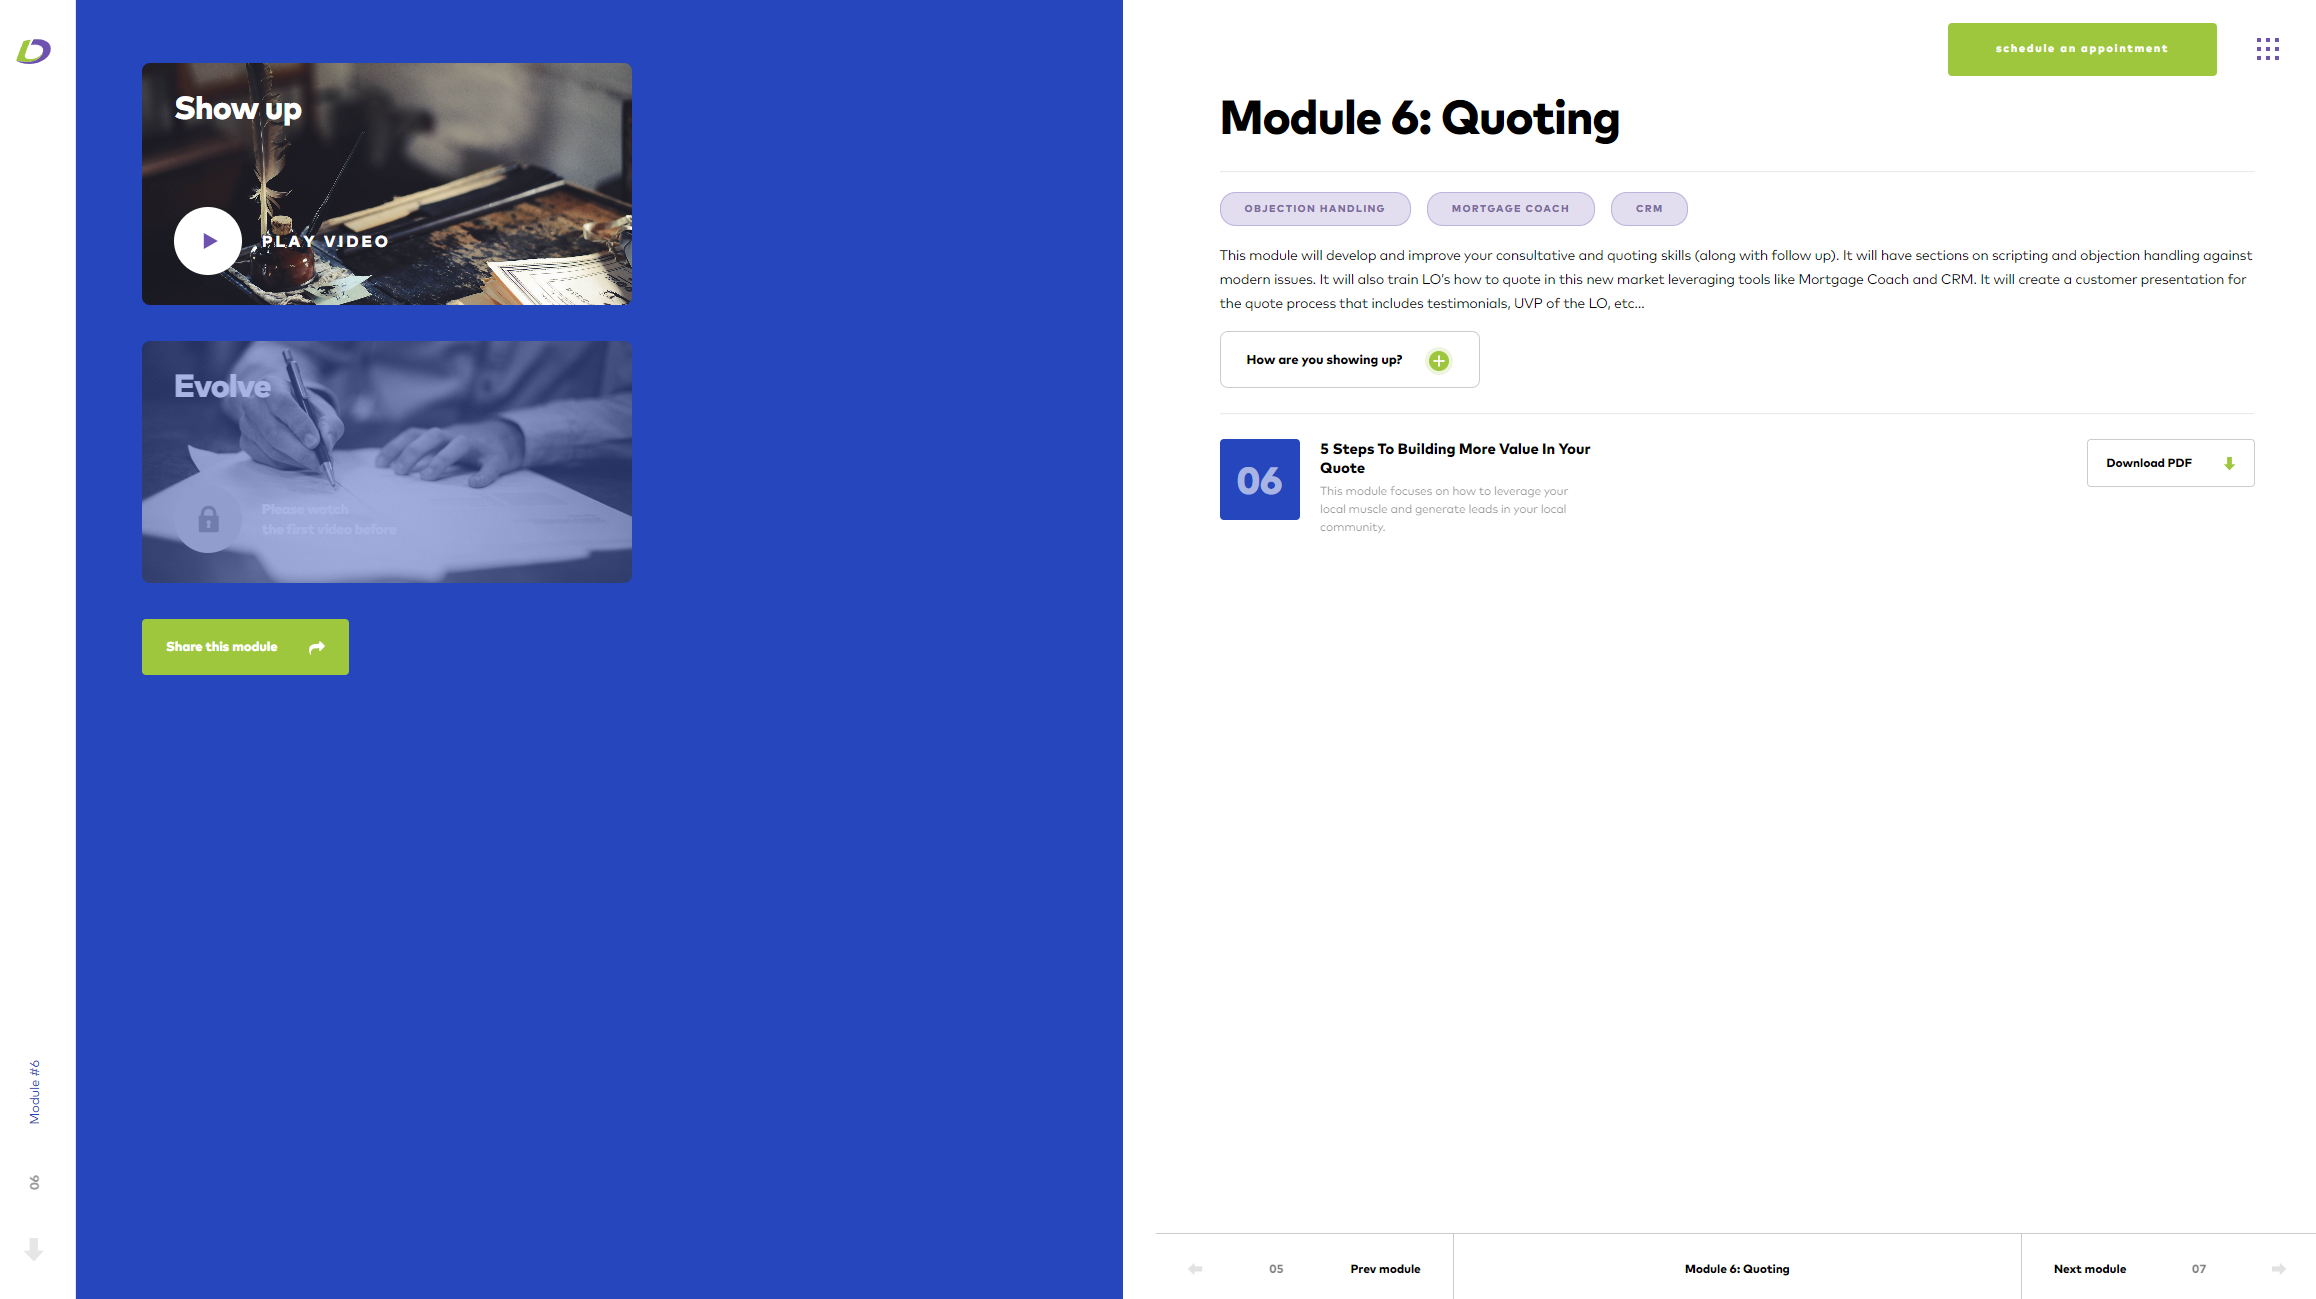 Show up
PLAY VIDEO
Evolve
Please watch
the first video before
Share this module
Module #6
06
schedule an appointment
Module 6: Quoting
OBJECTION HANDLING
MORTGAGE COACH
CRM
This module will develop and improve your consultative and quoting skills (along with follow up). It will have sections on scripting and objection handling against
modern issues. It will also train LO's how to quote in this new market leveraging tools like Mortgage Coach and CRM. It will create a customer presentation for
the quote process that includes testimonials, UVP of the LO, etc...
How are you showing up?
06
5 Steps To Building More Value In Your
Quote
This module focuses on how to leverage your
local muscle and generate leads in your local
community.
Download PDF
05
Prev module
Module 6: Quoting
Next module
07